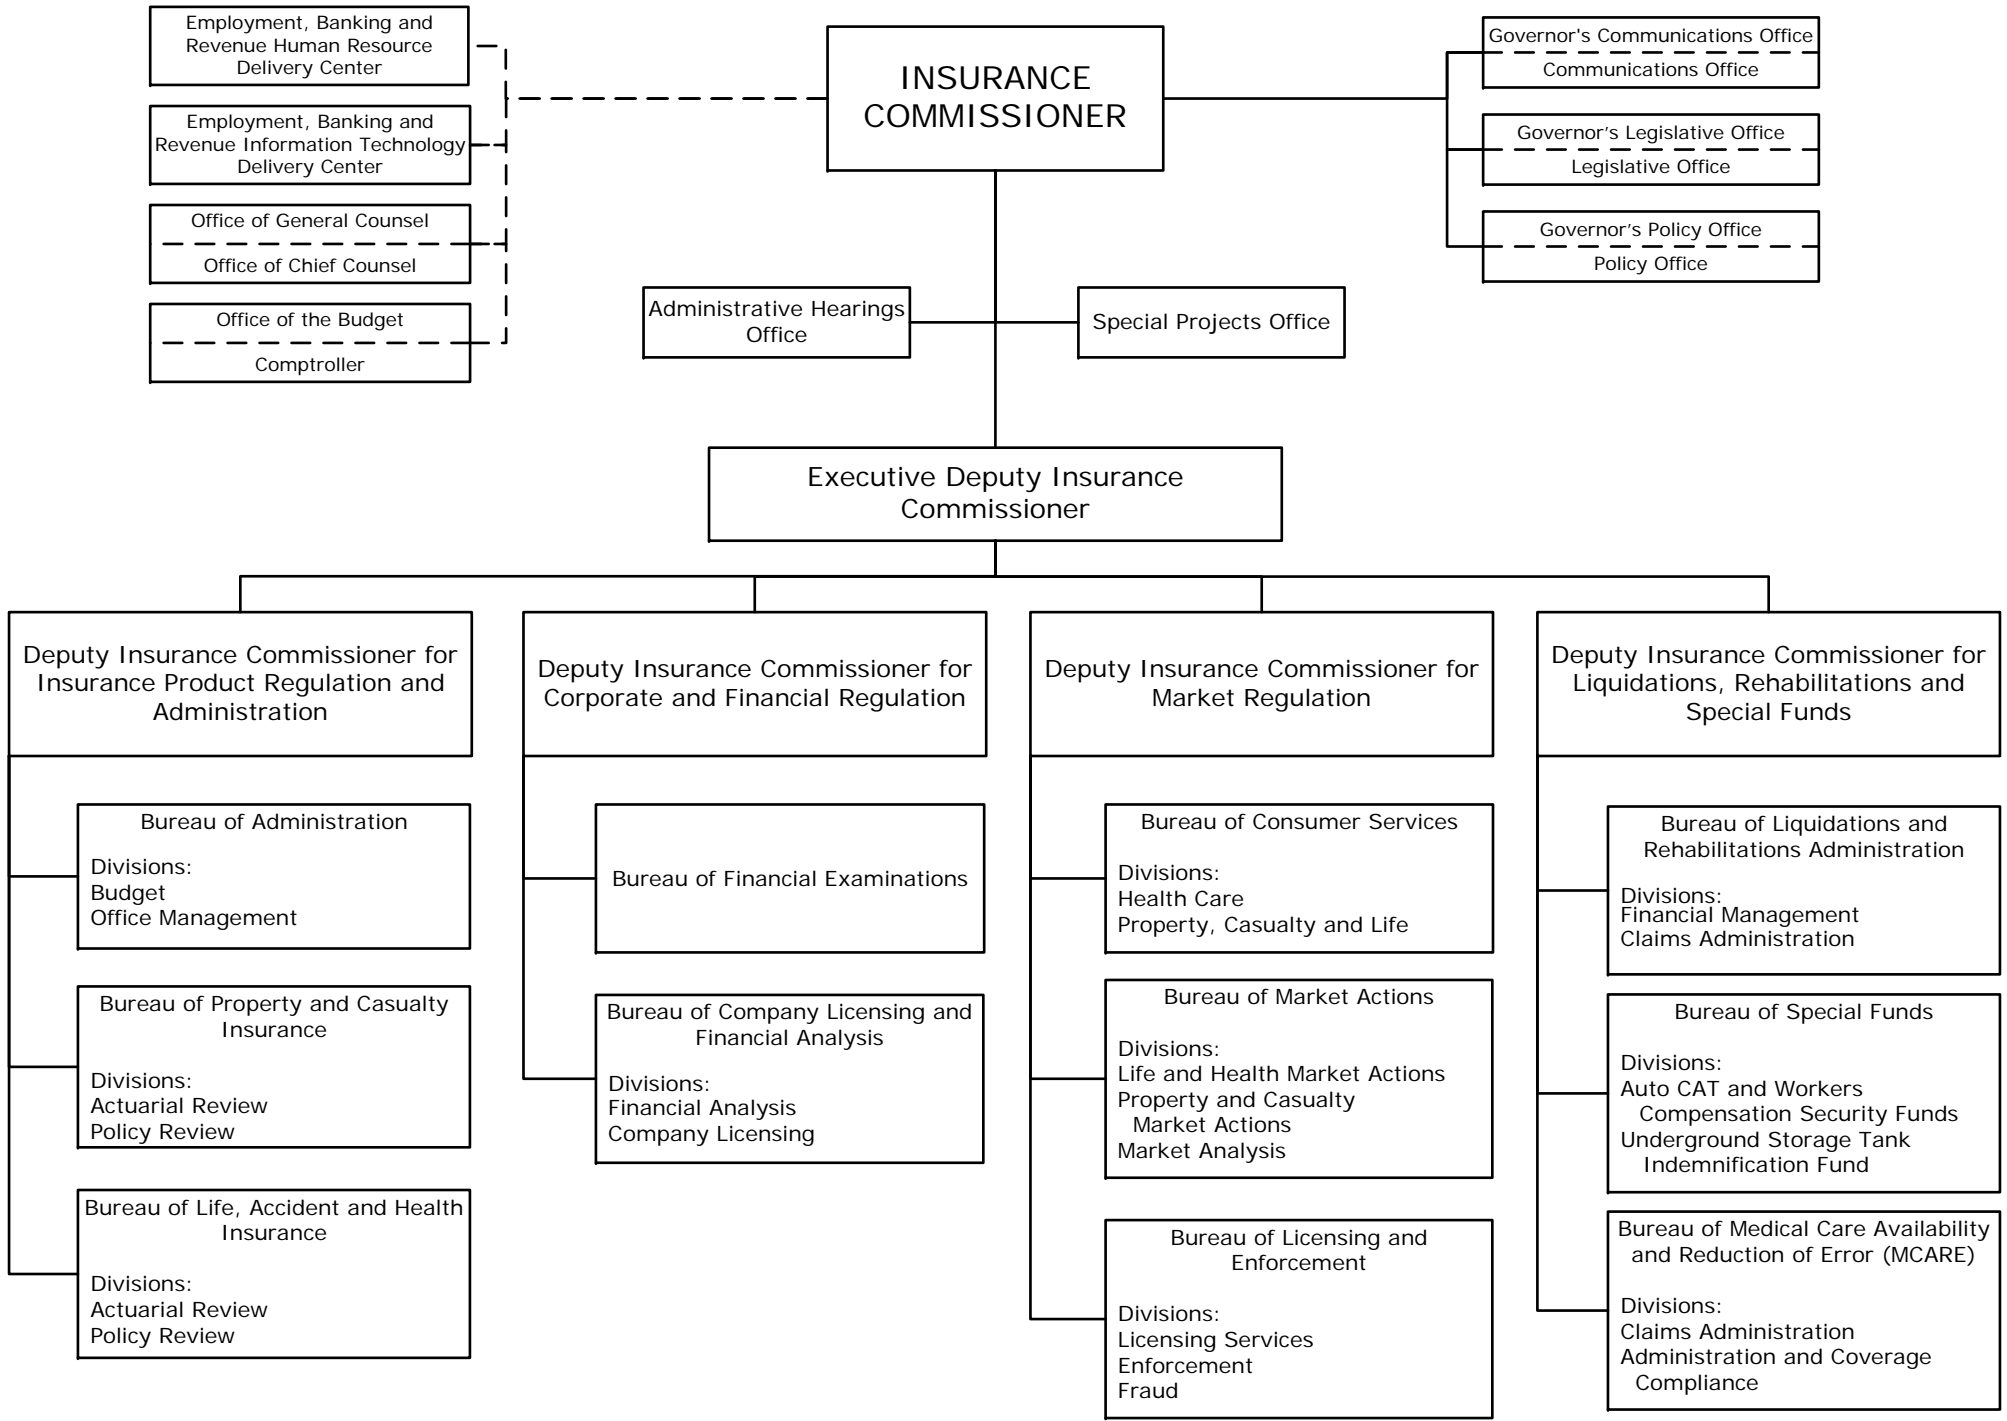 Employment, Banking and
Revenue Human Resource
Delivery Center
Employment, Banking and
Revenue Information Technology
Delivery Center
Office of General Counsel
Office of Chief Counsel
Office of the Budget
Comptroller
INSURANCE
COMMISSIONER
Governor's Communications Office
Communications Office
Governor’s Legislative Office
Legislative Office
Governor’s Policy Office
Policy Office
Administrative Hearings
Office
Special Projects Office
Executive Deputy Insurance
Commissioner
Deputy Insurance Commissioner for
Insurance Product Regulation and
Administration
Bureau of Administration
Divisions:
Budget
Office Management
Bureau of Property and Casualty
Insurance
Divisions:
Actuarial Review
Policy Review
Bureau of Life, Accident and Health
Insurance
Divisions:
Actuarial Review
Policy Review
Deputy Insurance Commissioner for
Corporate and Financial Regulation
Bureau of Financial Examinations
Bureau of Company Licensing and
Financial Analysis
Divisions:
Financial Analysis
Company Licensing
Deputy Insurance Commissioner for
Market Regulation
Bureau of Consumer Services
Divisions:
Health Care
Property, Casualty and Life
Bureau of Market Actions
Divisions:
Life and Health Market Actions
Property and Casualty
Market Actions
Market Analysis
Bureau of Licensing and
Enforcement
Divisions:
Licensing Services
Enforcement
Fraud
Deputy Insurance Commissioner for
Liquidations, Rehabilitations and
Special Funds
Bureau of Liquidations and
Rehabilitations Administration
Divisions:
Financial Management
Claims Administration
Bureau of Special Funds
Divisions:
Auto CAT and Workers
Compensation Security Funds
Underground Storage Tank
Indemnification Fund
Bureau of Medical Care Availability
and Reduction of Error (MCARE)
Divisions:
Claims Administration
Administration and Coverage
Compliance